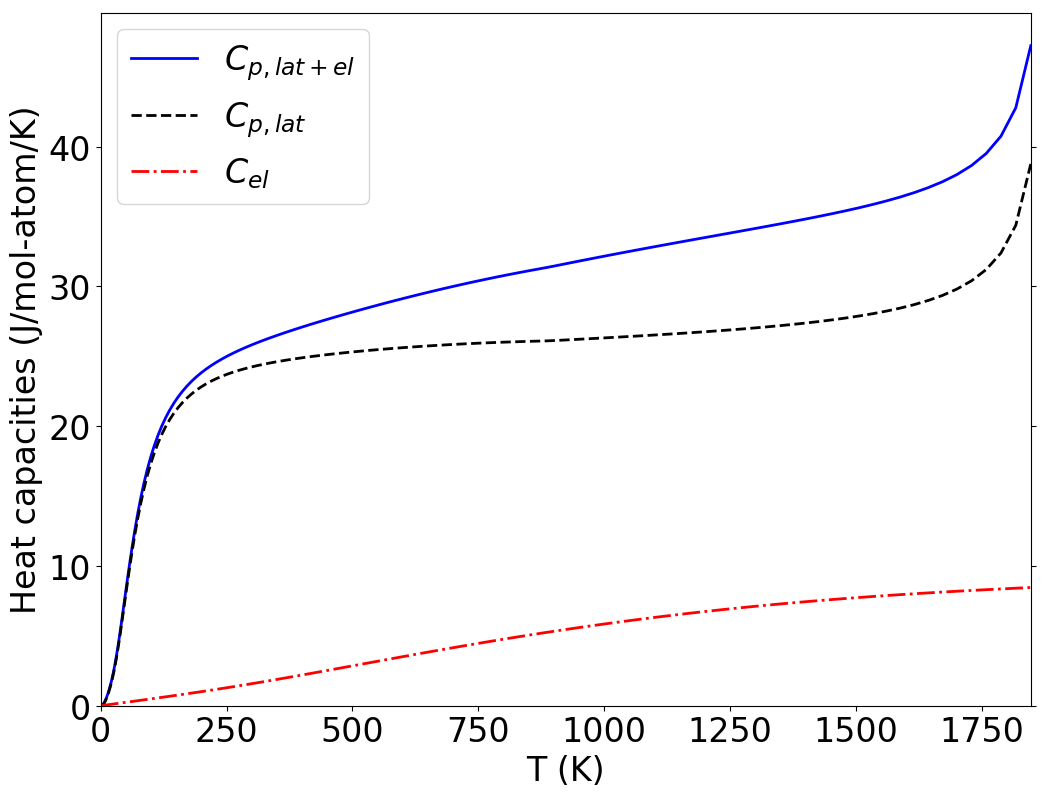 C_{p, lat+el}
C_{p, lat}
C_{el}
Heat capacities (J/mol-atom/K)
40
30
20
10
0
0 250 500 750 1000 1250 1500 1750
T (K)